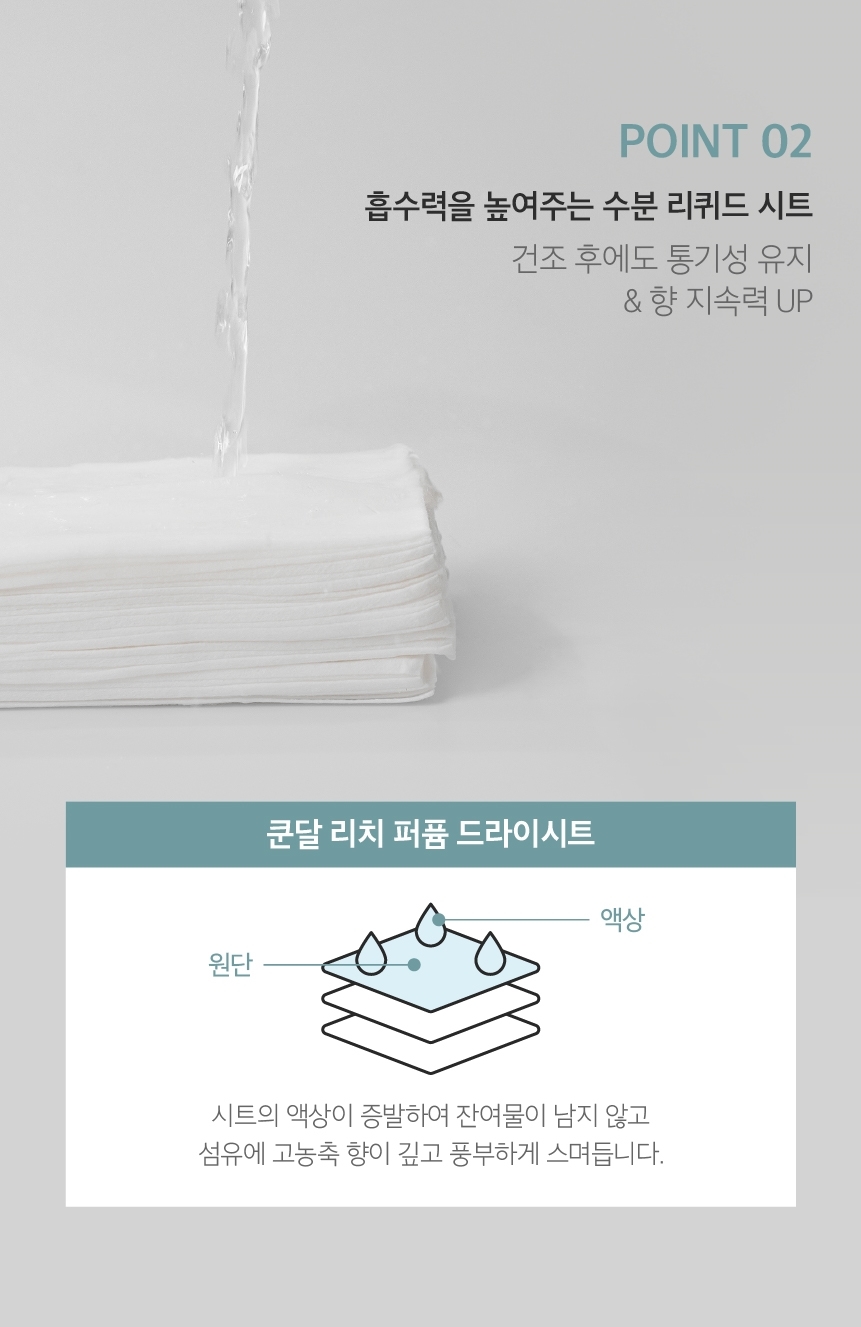 POINT 02
흡수력을 높여주는 수분 리퀴드 시트
건조 후에도 통기성 유지
& 향 지속력 UP
쿤달 리치 퍼퓸 드라이시트
액상
원단
시트의 액상이 증발하여 잔여물이 남지 않고
섬유에 고농축 향이 깊고 풍부하게 스며듭니다.